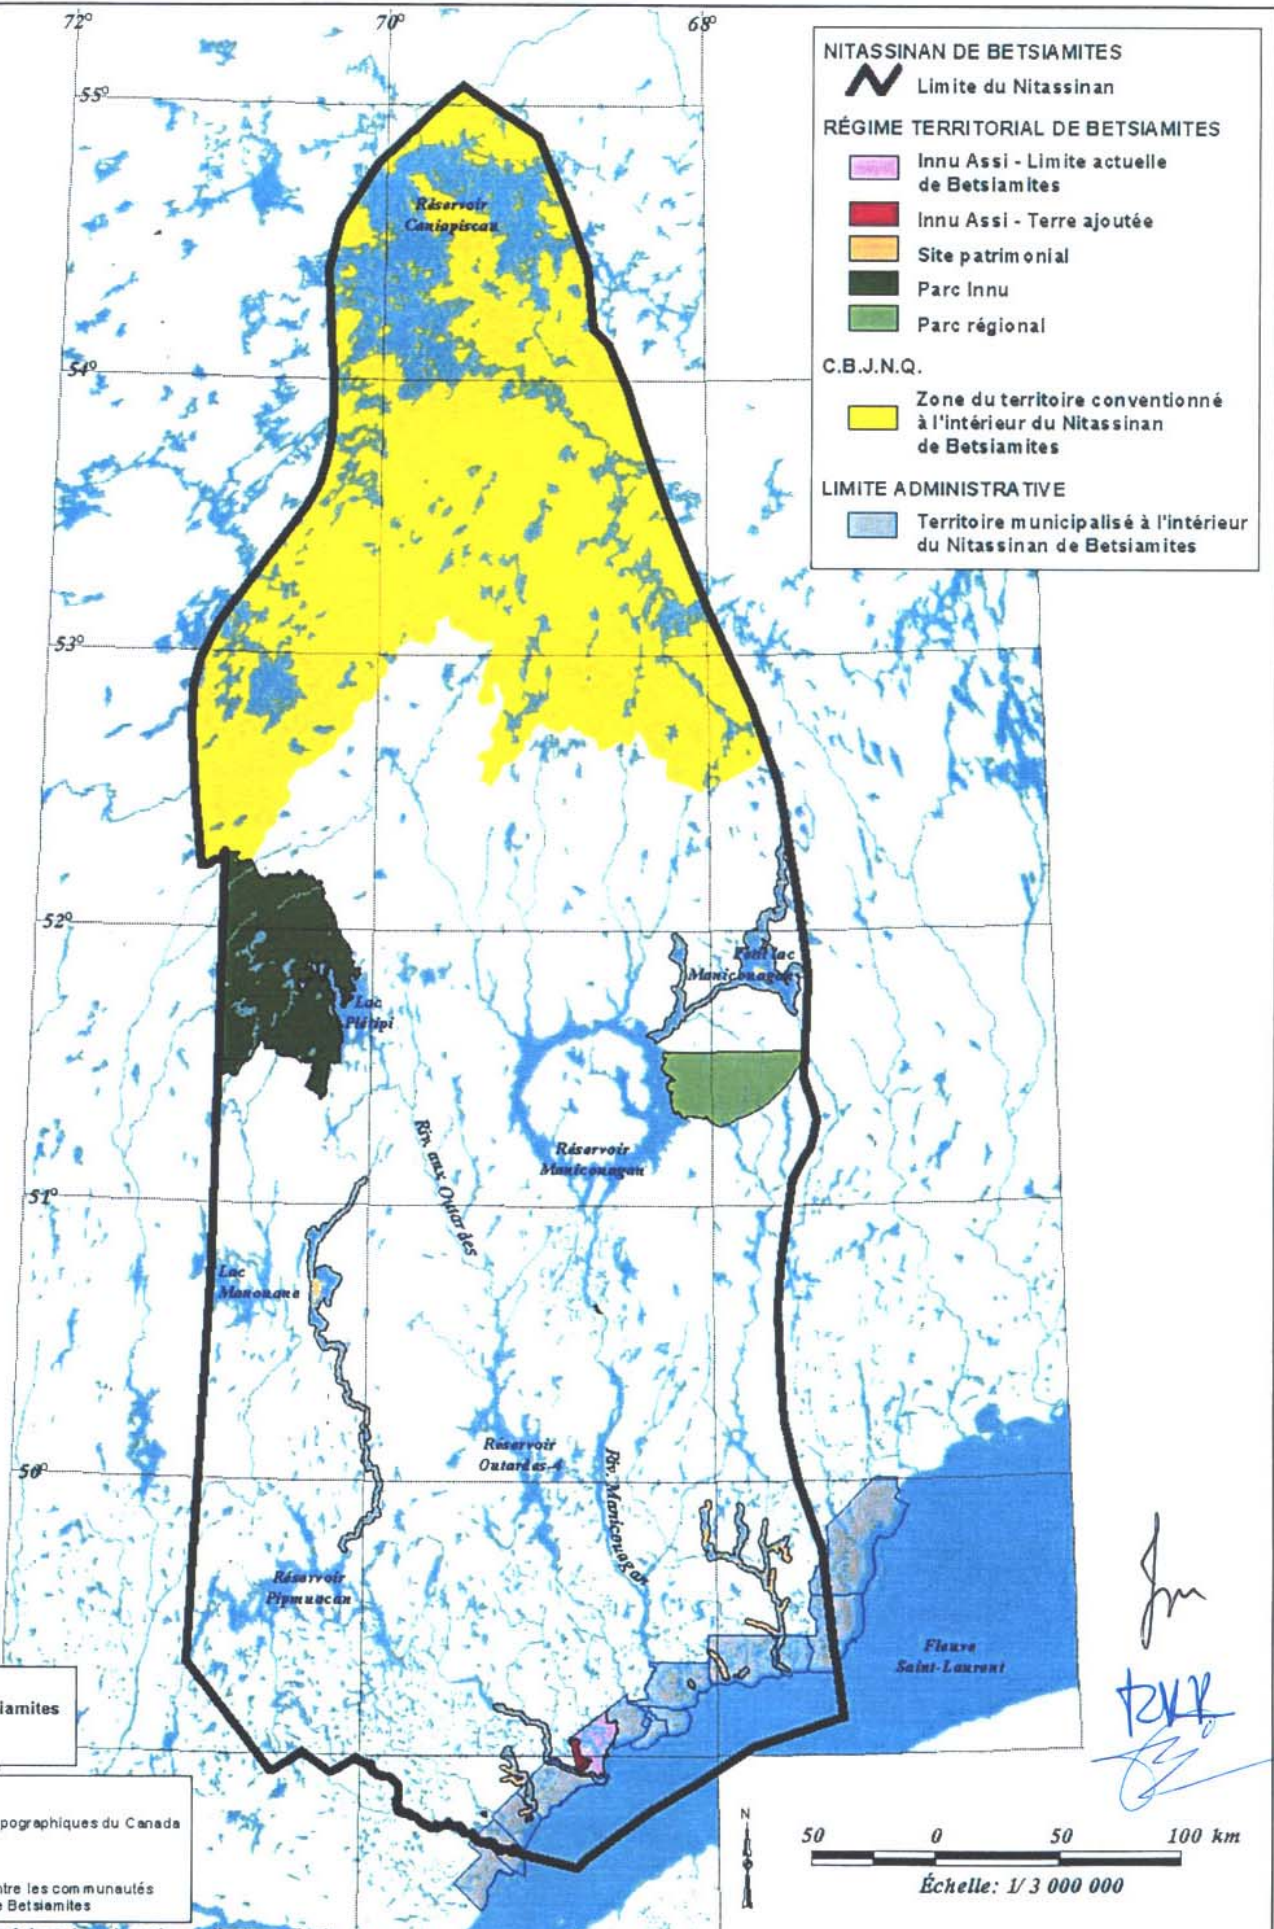 72° 70° 68°
NITASSINAN DE BETSIAMITES
Limite du Nitassinan
RÉGIME TERRITORIAL DE BETSIAMITES
Innu Assi - Limite actuelle
de Betsiamites
Innu Assi - Terre ajoutée
Site patrimonial
Parc Innu
Parc régional
C.B.J.N.Q.
Zone du territoire conventionné
à l'intérieur du Nitassinan
de Betsiamites
LIMITE ADMINISTRATIVE
Territoire municipalisé à l'intérieur
du Nitassinan de Betsiamites
55°
Réservoir
Caniapiscau
54°
53°
52°
Petit lac
Manicouagan
Lac
Plétipi
Réservoir
Manicouagan
Riv. aux Outardes
51°
Lac
Manouane
Réservoir
Outardes-4
50°
Riv. Manicouagan
Réservoir
Pipmuacan
Fleuve
Saint-Laurent
iamites
pographiques du Canada
ntre les communautés
e Betsiamites
N
50 0 50 100 km
Échelle: 1/ 3 000 000